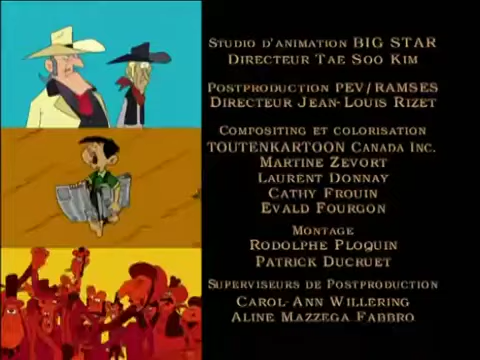 Studio d'animation BIG STAR
Directeur Tae Soo Kim
Postproduction PEV/RAMSES
Directeur Jean-Louis Rizet
Compositing et colorisation
TOUTENKARTOON Canada Inc.
Martine Zevort
Laurent Donnay
Cathy Frouin
Evald Fourgon
Montage
Rodolphe Ploquin
Patrick Ducruet
Superviseurs de Postproduction
Carol-Ann Willering
Aline Mazzega Fabbro